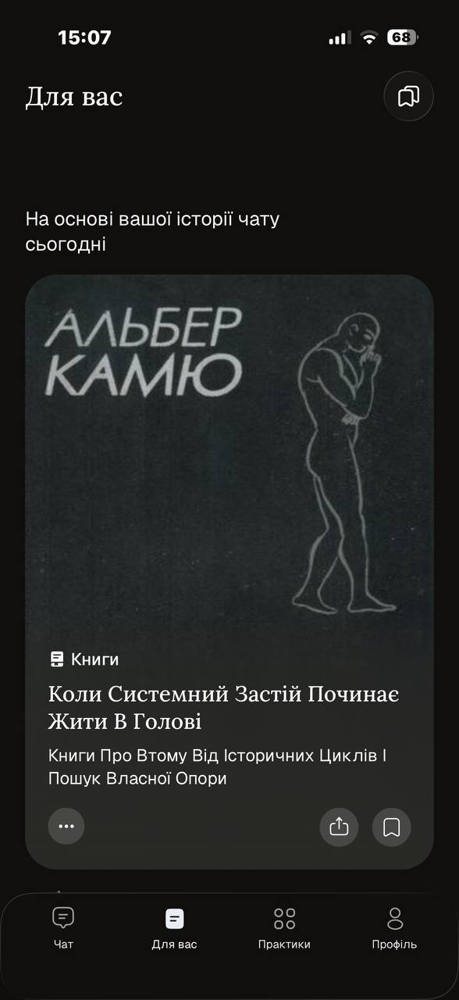 15:07
68
Для вас
На основі вашої історії чату
сьогодні
АЛЬБЕР
КАМЮ
Книги
Коли Системний Застій Починає
Жити В Голові
Книги Про Втому Від Історичних Циклів І
Пошук Власної Опори
Чат
Для вас
Практики
Профіль